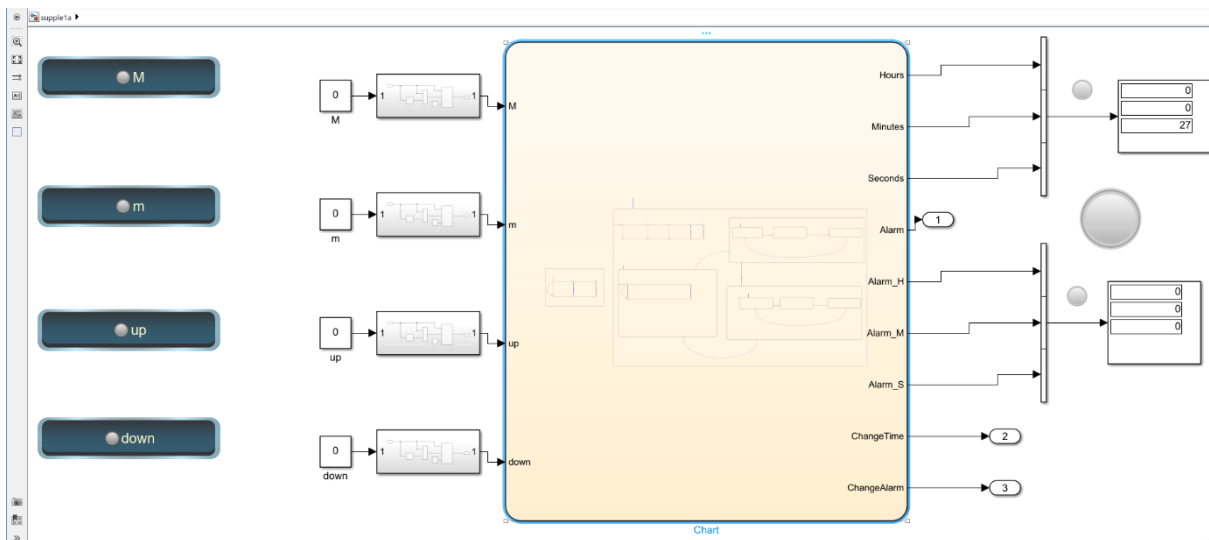 supple1a
M
m
up
down
0
M
1
1
0
m
1
1
0
up
1
1
0
down
1
1
M
m
up
down
Hours
Minutes
Seconds
Alarm
Alarm_H
Alarm_M
Alarm_S
ChangeTime
ChangeAlarm
Chart
1
2
3
0
0
27
0
0
0